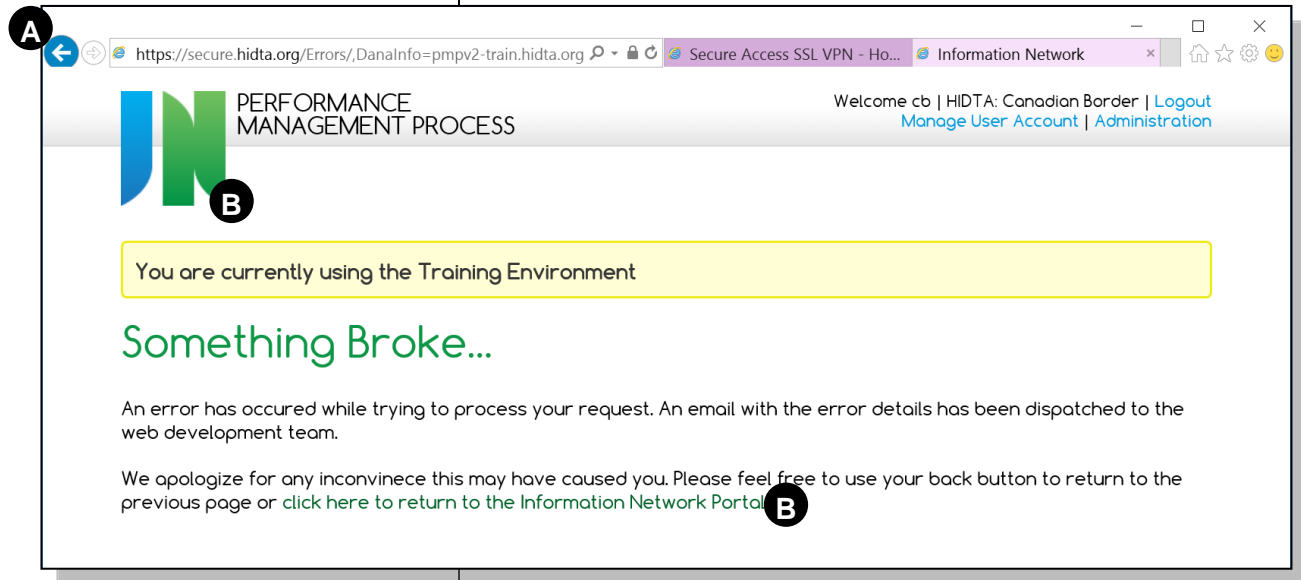 A
https://secure.hidta.org/Errors/,DanaInfo=pmpv2-train.hidta.org
Secure Access SSL VPN - Ho...
Information Network
PERFORMANCE
MANAGEMENT PROCESS
Welcome cb | HIDTA: Canadian Border | Logout
Manage User Account | Administration
IN
B
You are currently using the Training Environment
Something Broke...
An error has occured while trying to process your request. An email with the error details has been dispatched to the
web development team.
We apologize for any inconvinece this may have caused you. Please feel free to use your back button to return to the
previous page or click here to return to the Information Network Portal
B